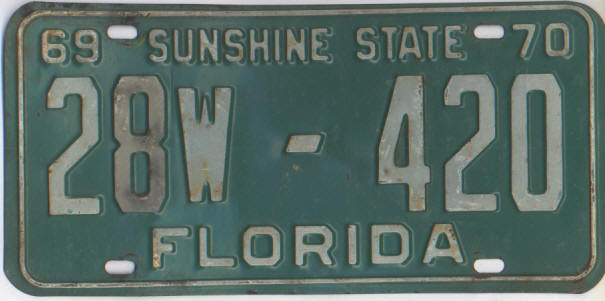 69 SUNSHINE STATE 70
28W - 420
FLORIDA